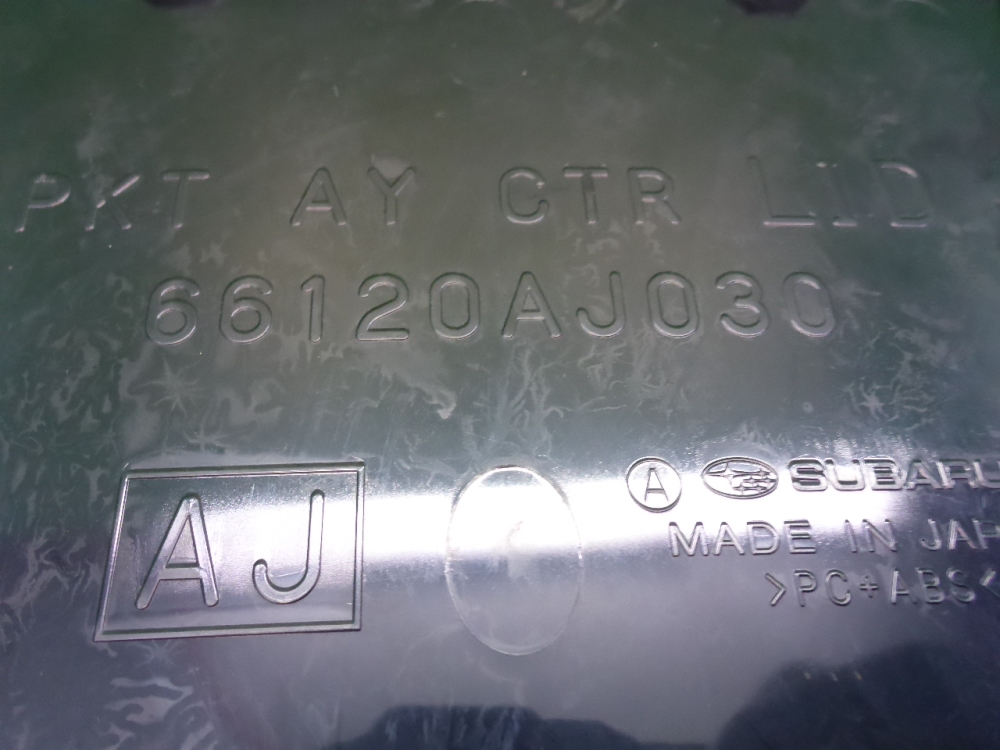 PKT AY CTR LID
66120AJ030
AJ
A SUBARU
MADE IN JAP
>PC+ABS<